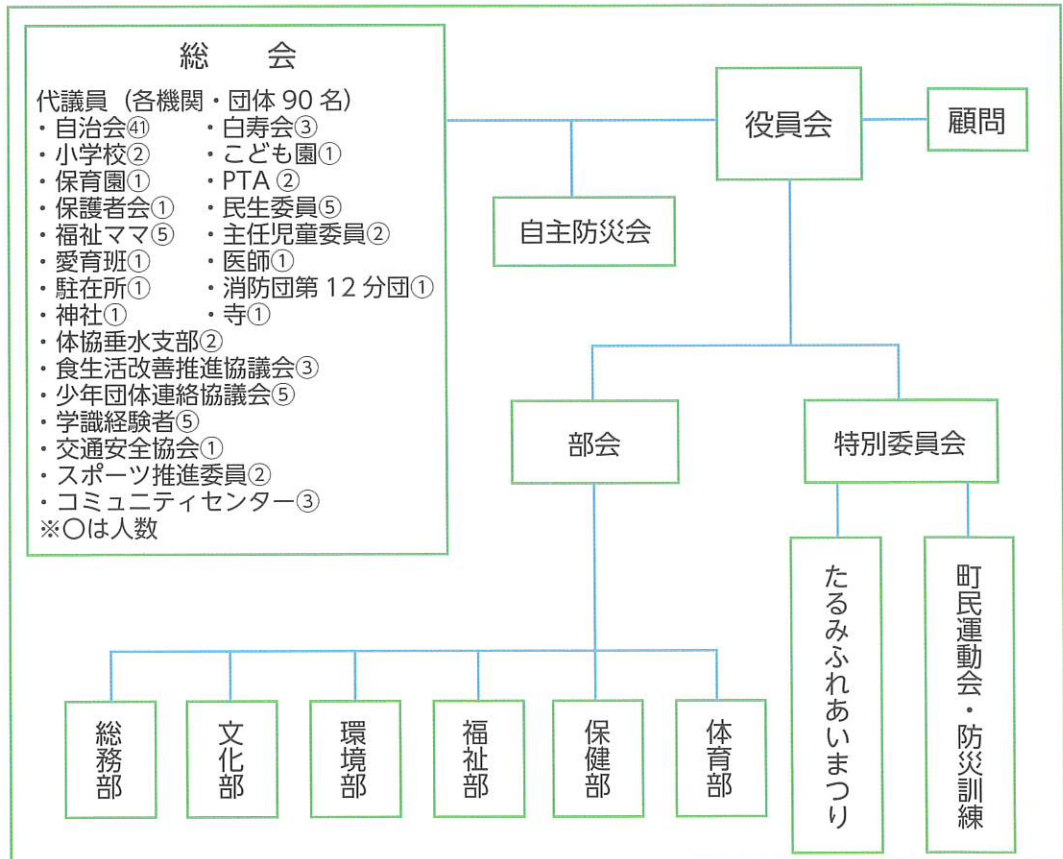 総　会
代議員（各機関・団体 90 名）
・自治会㊶　・白寿会③
・小学校②　・こども園①
・保育園①　・PTA ②
・保護者会①　・民生委員⑤
・福祉ママ⑤　・主任児童委員②
・愛育班①　・医師①
・駐在所①　・消防団第 12 分団①
・神社①　・寺①
・体協垂水支部②
・食生活改善推進協議会③
・少年団体連絡協議会⑤
・学識経験者⑤
・交通安全協会①
・スポーツ推進委員②
・コミュニティセンター③
※〇は人数
役員会
顧問
自主防災会
部会
特別委員会
総務部
文化部
環境部
福祉部
保健部
体育部
たるみふれあいまつり
町民運動会・防災訓練